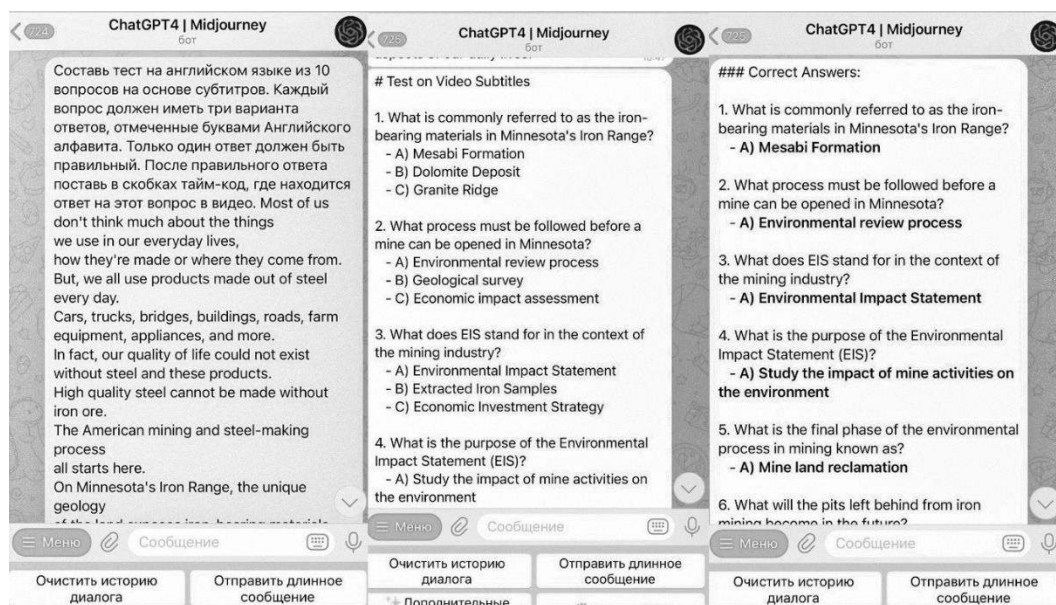 724
ChatGPT4 | Midjourney
бот
Составь тест на английском языке из 10
вопросов на основе субтитров. Каждый
вопрос должен иметь три варианта
ответов, отмеченные буквами Английского
алфавита. Только один ответ должен быть
правильный. После правильного ответа
поставь в скобках тайм-код, где находится
ответ на этот вопрос в видео. Most of us
don't think much about the things
we use in our everyday lives,
how they're made or where they come from.
But, we all use products made out of steel
every day.
Cars, trucks, bridges, buildings, roads, farm
equipment, appliances, and more.
In fact, our quality of life could not exist
without steel and these products.
High quality steel cannot be made without
iron ore.
The American mining and steel-making
process
all starts here.
On Minnesota's Iron Range, the unique
geology
Меню
Сообщение
Очистить историю
диалога
Отправить длинное
сообщение
725
ChatGPT4 | Midjourney
бот
# Test on Video Subtitles
1. What is commonly referred to as the iron-
bearing materials in Minnesota's Iron Range?
- A) Mesabi Formation
- B) Dolomite Deposit
- C) Granite Ridge
2. What process must be followed before a
mine can be opened in Minnesota?
- A) Environmental review process
- B) Geological survey
- C) Economic impact assessment
3. What does EIS stand for in the context of
the mining industry?
- A) Environmental Impact Statement
- B) Extracted Iron Samples
- C) Economic Investment Strategy
4. What is the purpose of the Environmental
Impact Statement (EIS)?
- A) Study the impact of mine activities on
the environment
Меню
Сообщение
Очистить историю
диалога
Отправить длинное
сообщение
Дополнительные
725
ChatGPT4 | Midjourney
бот
### Correct Answers:
1. What is commonly referred to as the iron-
bearing materials in Minnesota's Iron Range?
- A) Mesabi Formation
2. What process must be followed before a
mine can be opened in Minnesota?
- A) Environmental review process
3. What does EIS stand for in the context of
the mining industry?
- A) Environmental Impact Statement
4. What is the purpose of the Environmental
Impact Statement (EIS)?
- A) Study the impact of mine activities on
the environment
5. What is the final phase of the environmental
process in mining known as?
- A) Mine land reclamation
6. What will the pits left behind from iron
mining become in the future?
Меню
Сообщение
Очистить историю
диалога
Отправить длинное
сообщение